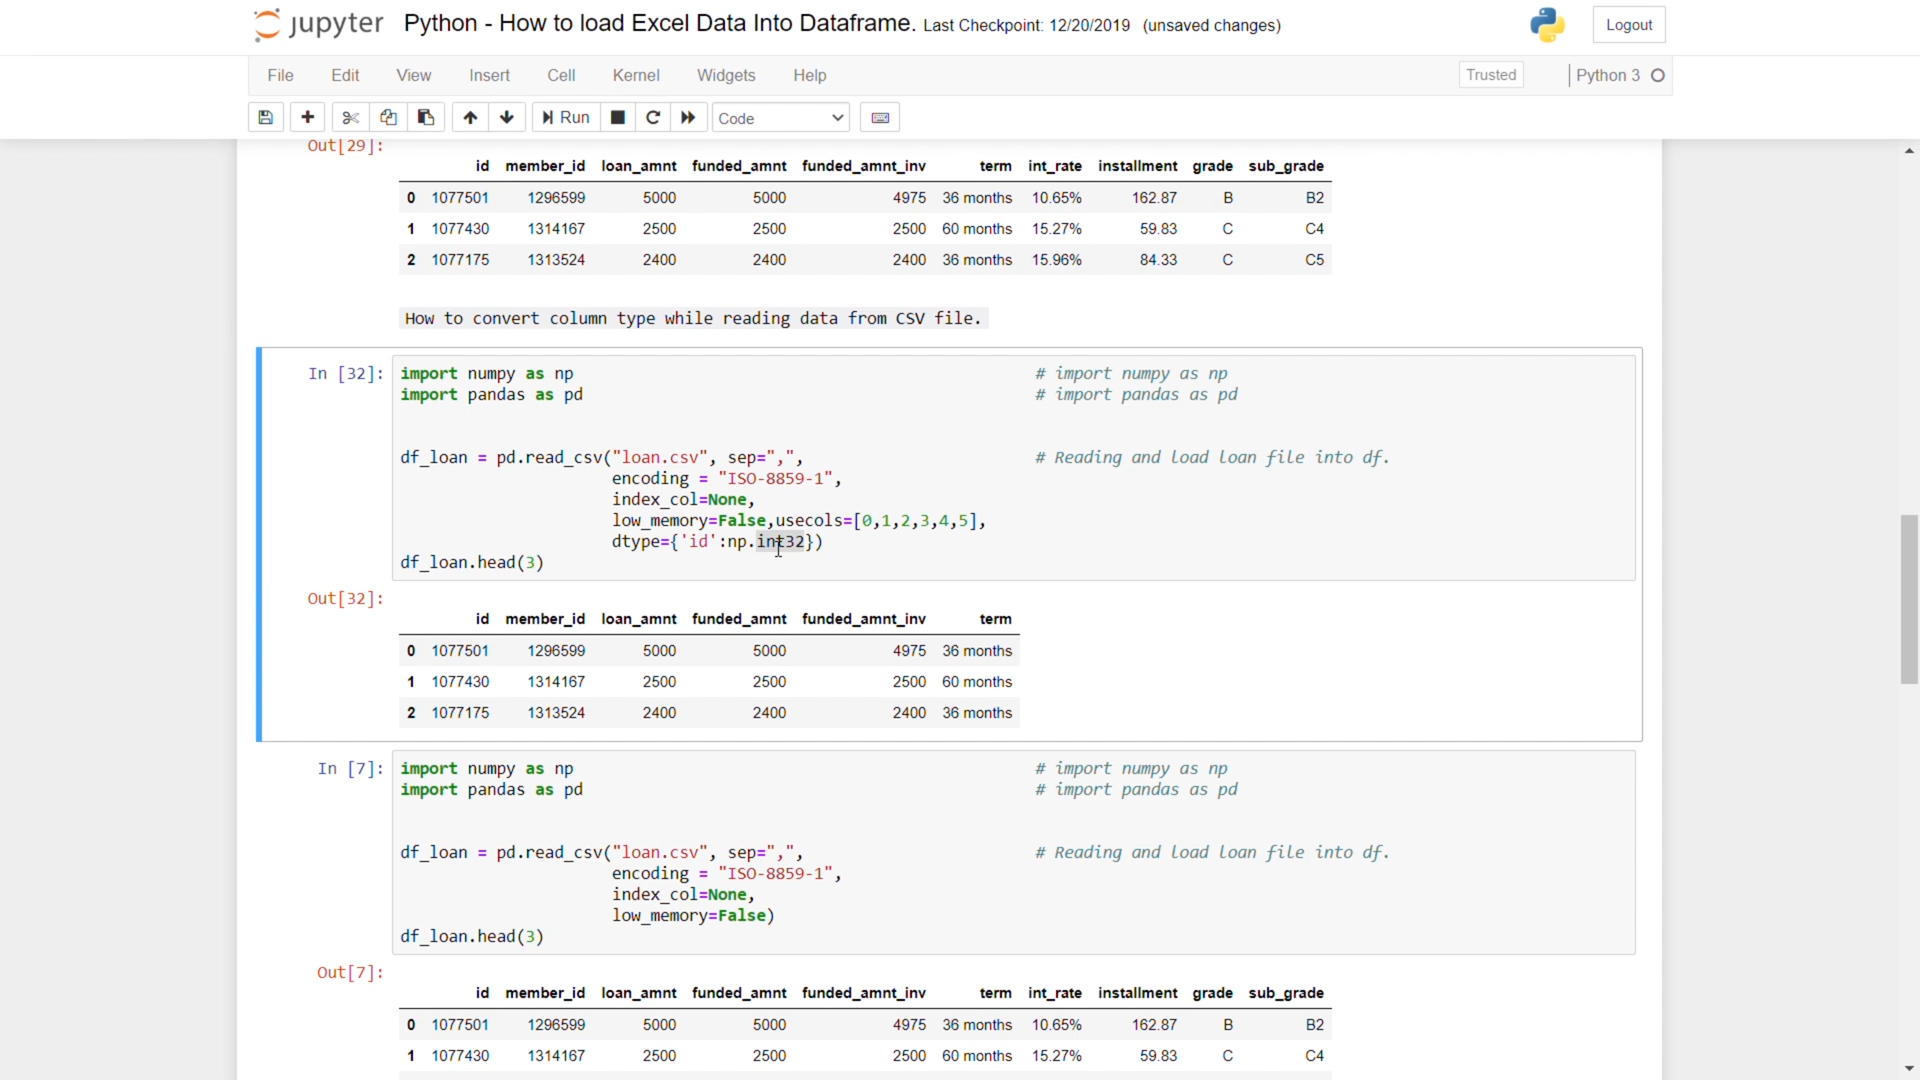 jupyter Python - How to load Excel Data Into Dataframe. Last Checkpoint: 12/20/2019 (unsaved changes) Logout
File Edit View Insert Cell Kernel Widgets Help Trusted Python 3
Run Code
Out[29]:
id member_id loan_amnt funded_amnt funded_amnt_inv term int_rate installment grade sub_grade
0 1077501 1296599 5000 5000 4975 36 months 10.65% 162.87 B B2
1 1077430 1314167 2500 2500 2500 60 months 15.27% 59.83 C C4
2 1077175 1313524 2400 2400 2400 36 months 15.96% 84.33 C C5
How to convert column type while reading data from CSV file.
In [32]: import numpy as np # import numpy as np
import pandas as pd # import pandas as pd
df_loan = pd.read_csv("loan.csv", sep=",", # Reading and load loan file into df.
encoding = "ISO-8859-1",
index_col=None,
low_memory=False,usecols=[0,1,2,3,4,5],
dtype={'id':np.int32})
df_loan.head(3)
Out[32]:
id member_id loan_amnt funded_amnt funded_amnt_inv term
0 1077501 1296599 5000 5000 4975 36 months
1 1077430 1314167 2500 2500 2500 60 months
2 1077175 1313524 2400 2400 2400 36 months
In [7]: import numpy as np # import numpy as np
import pandas as pd # import pandas as pd
df_loan = pd.read_csv("loan.csv", sep=",", # Reading and load loan file into df.
encoding = "ISO-8859-1",
index_col=None,
low_memory=False)
df_loan.head(3)
Out[7]:
id member_id loan_amnt funded_amnt funded_amnt_inv term int_rate installment grade sub_grade
0 1077501 1296599 5000 5000 4975 36 months 10.65% 162.87 B B2
1 1077430 1314167 2500 2500 2500 60 months 15.27% 59.83 C C4